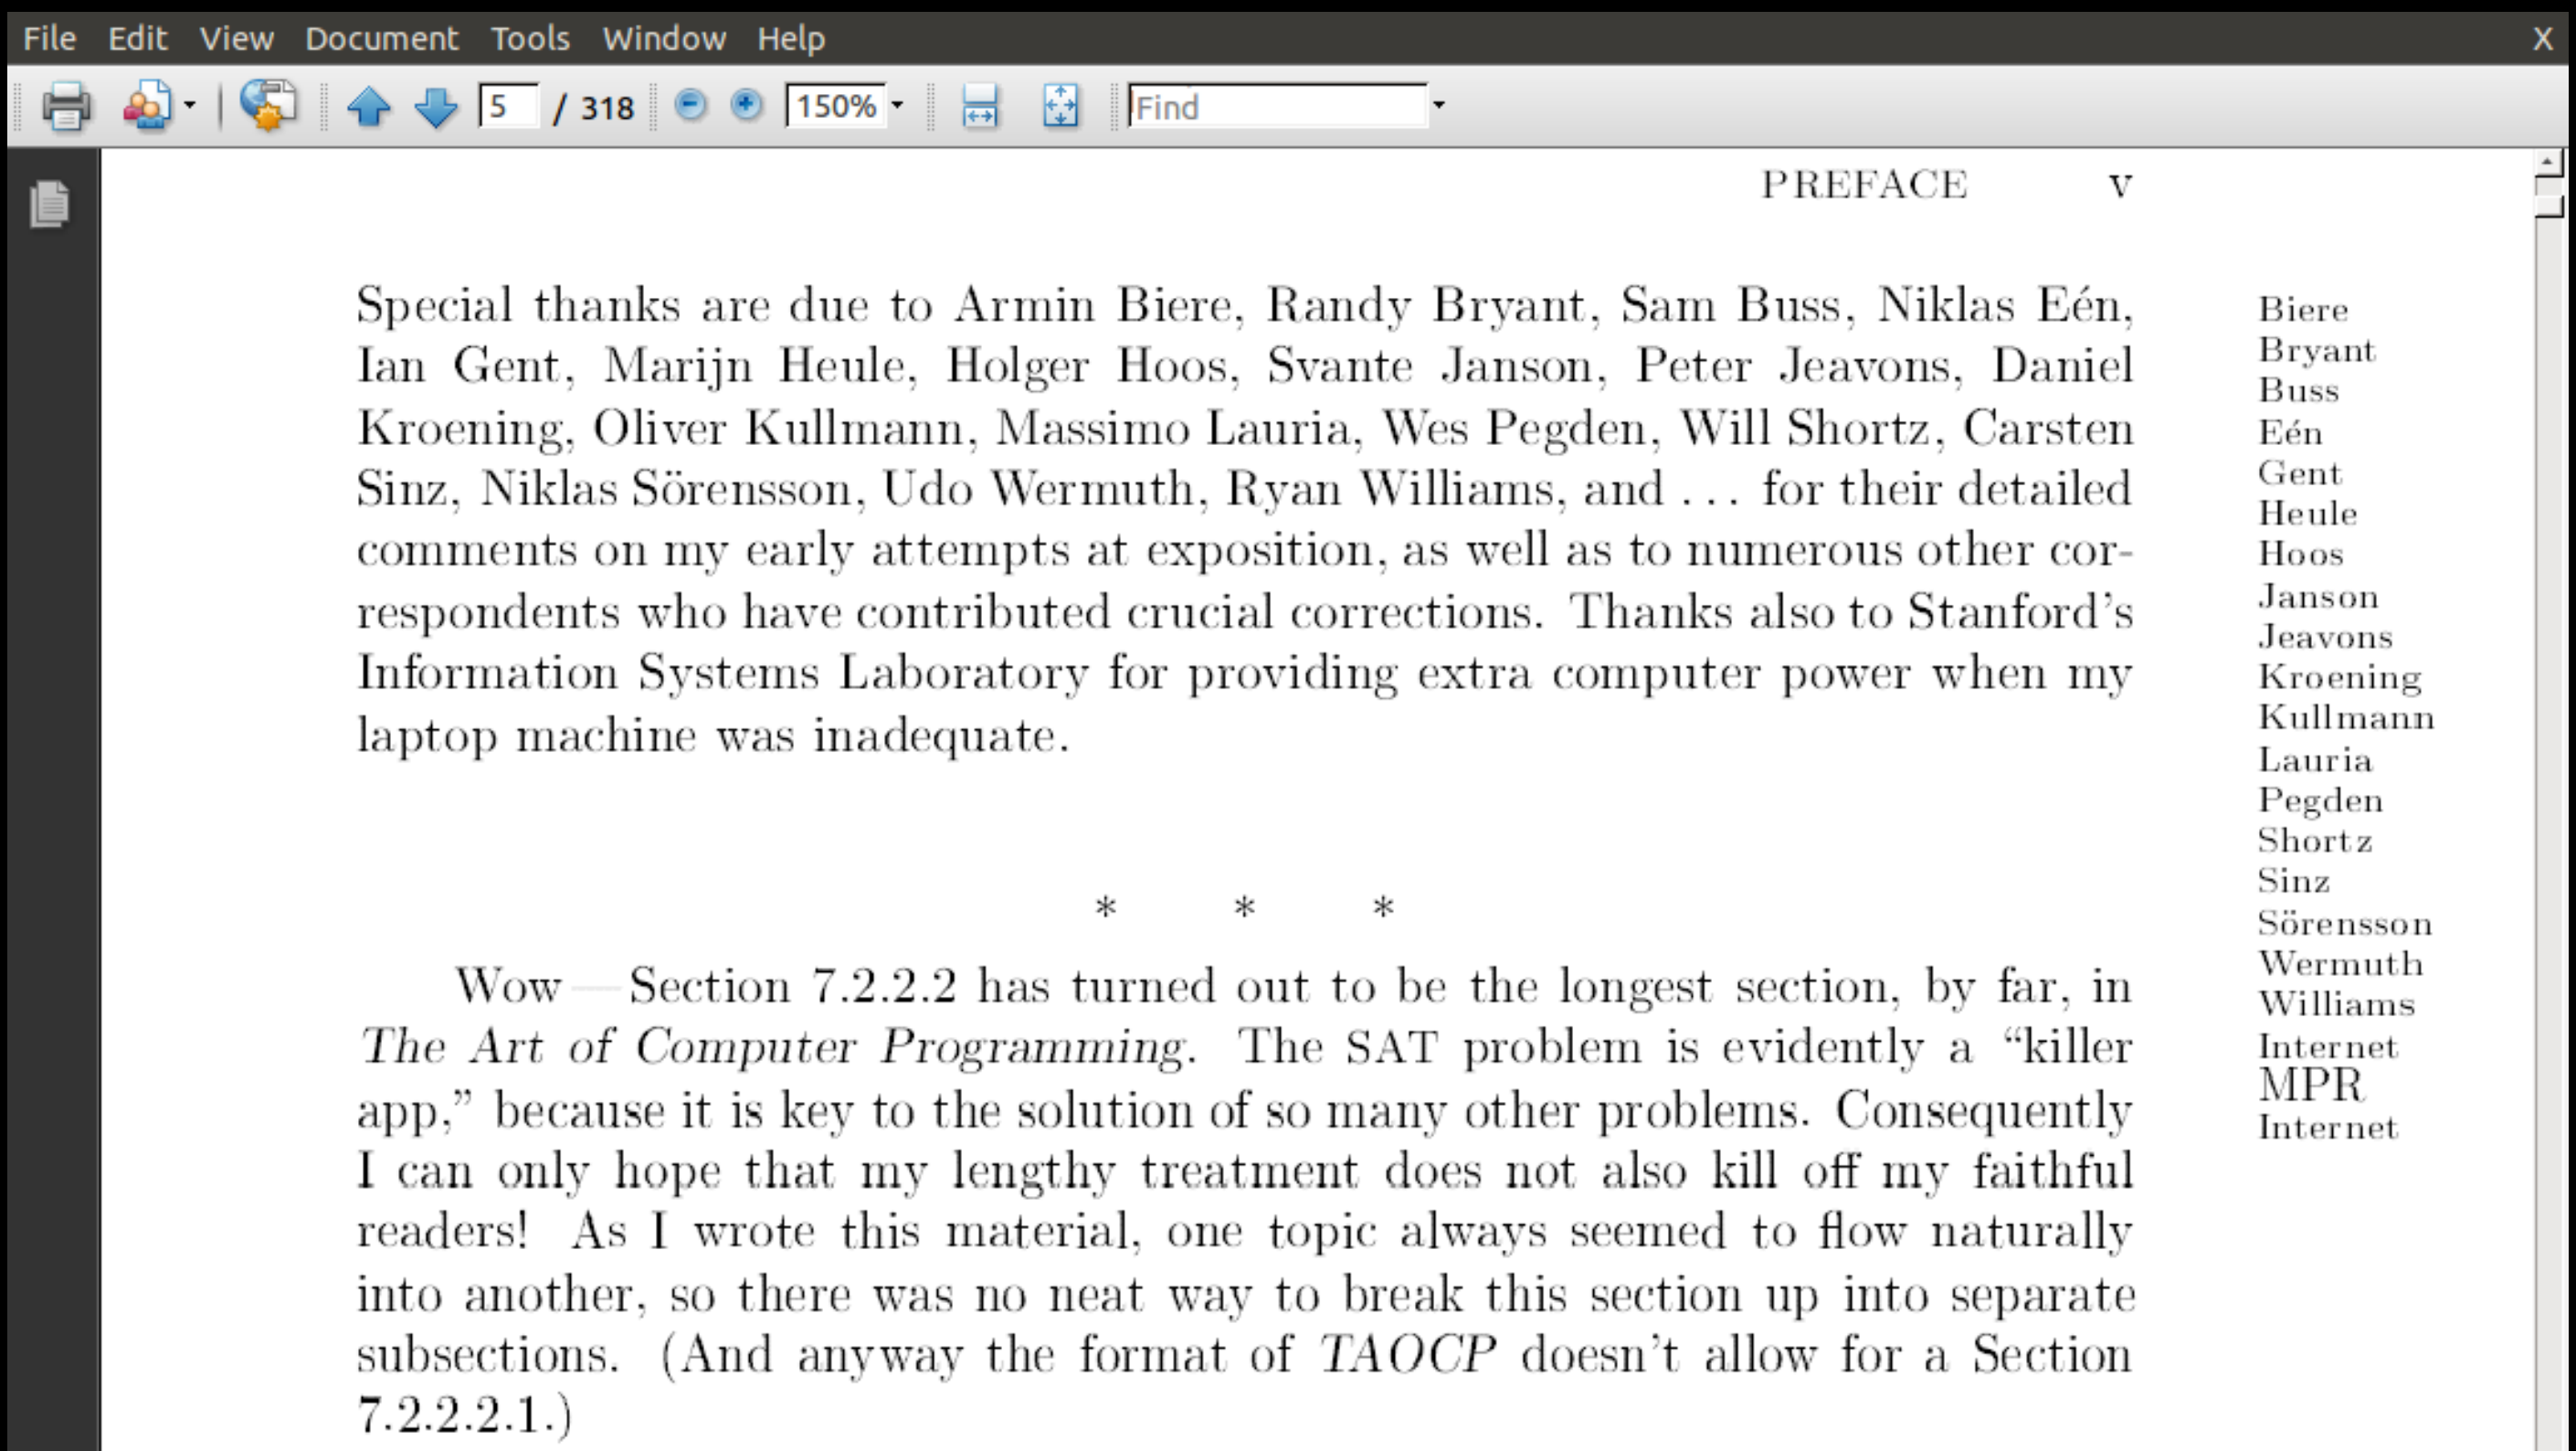 File Edit View Document Tools Window Help X
5 / 318 150% Find
PREFACE v
Special thanks are due to Armin Biere, Randy Bryant, Sam Buss, Niklas Eén,
Ian Gent, Marijn Heule, Holger Hoos, Svante Janson, Peter Jeavons, Daniel
Kroening, Oliver Kullmann, Massimo Lauria, Wes Pegden, Will Shortz, Carsten
Sinz, Niklas Sörensson, Udo Wermuth, Ryan Williams, and ... for their detailed
comments on my early attempts at exposition, as well as to numerous other cor-
respondents who have contributed crucial corrections. Thanks also to Stanford's
Information Systems Laboratory for providing extra computer power when my
laptop machine was inadequate.
* * *
Wow—Section 7.2.2.2 has turned out to be the longest section, by far, in
The Art of Computer Programming. The SAT problem is evidently a “killer
app,” because it is key to the solution of so many other problems. Consequently
I can only hope that my lengthy treatment does not also kill off my faithful
readers! As I wrote this material, one topic always seemed to flow naturally
into another, so there was no neat way to break this section up into separate
subsections. (And anyway the format of TAOCP doesn't allow for a Section
7.2.2.2.1.)
Biere
Bryant
Buss
Eén
Gent
Heule
Hoos
Janson
Jeavons
Kroening
Kullmann
Lauria
Pegden
Shortz
Sinz
Sörensson
Wermuth
Williams
Internet
MPR
Internet